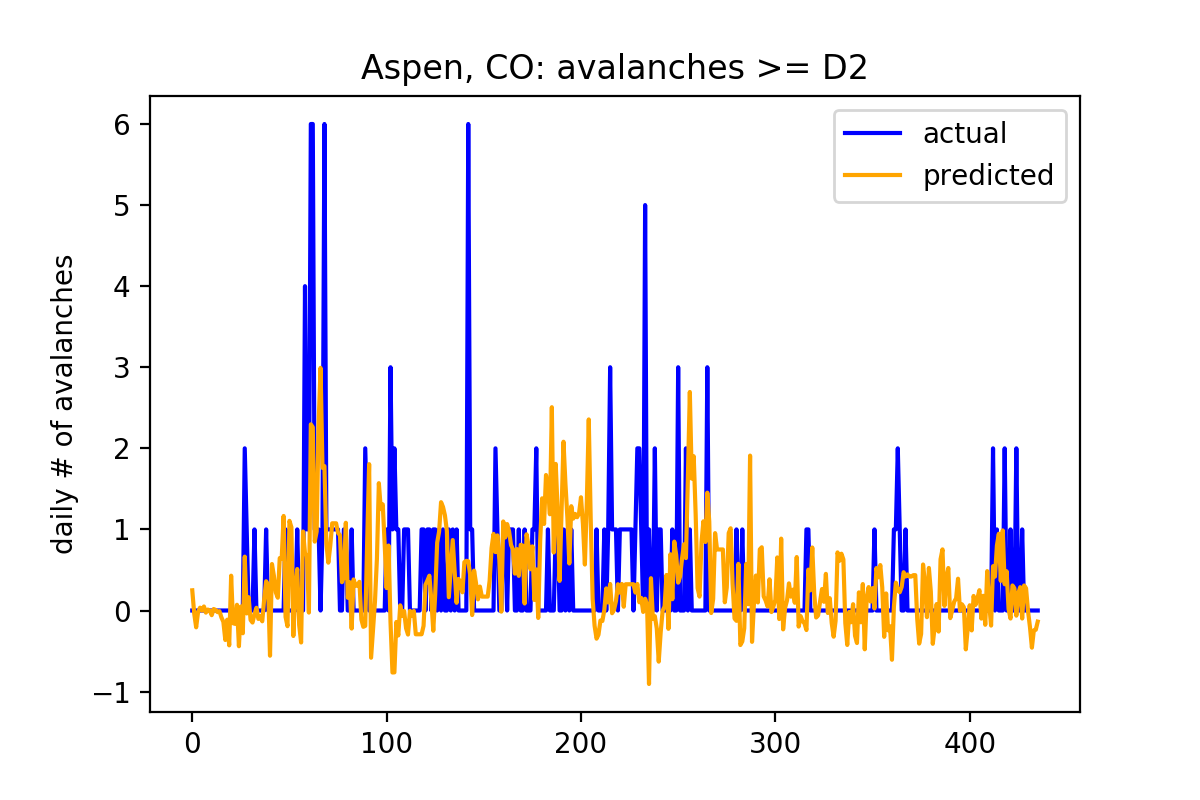 Aspen, CO: avalanches >= D2
actual
predicted
daily # of avalanches
6
5
4
3
2
1
0
−1
0 100 200 300 400